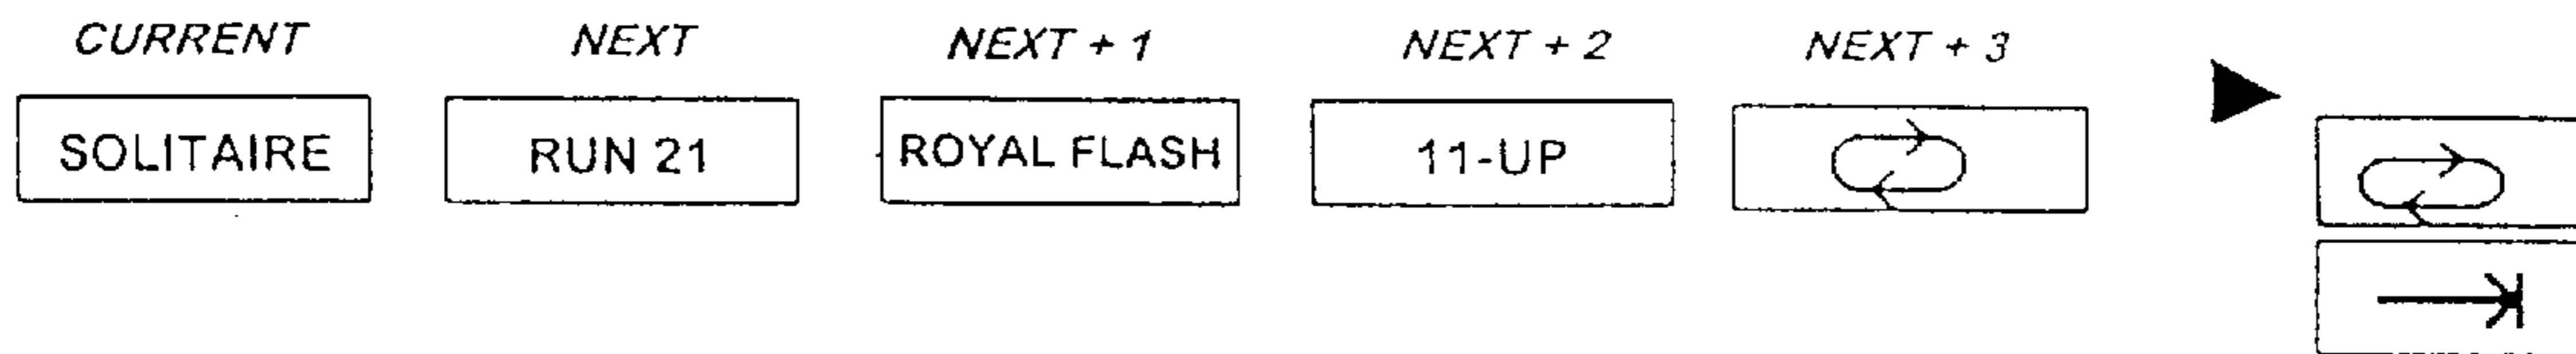 CURRENT NEXT NEXT + 1 NEXT + 2 NEXT + 3
SOLITAIRE RUN 21 ROYAL FLASH 11-UP